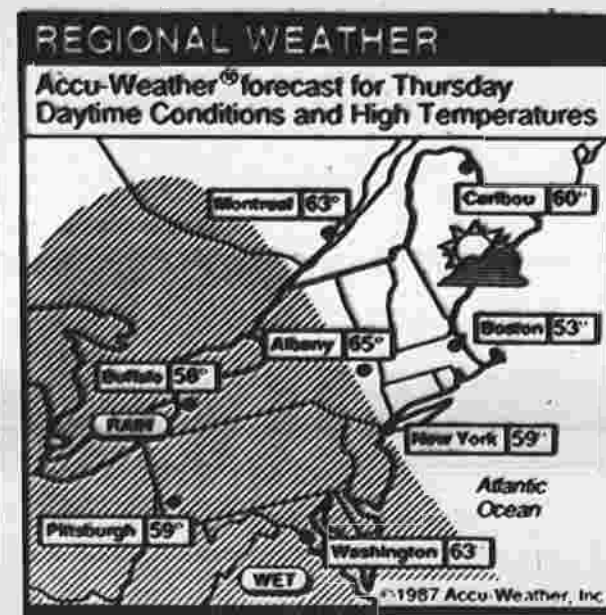 REGIONAL WEATHER
Accu-Weather® forecast for Thursday
Daytime Conditions and High Temperatures
Montreal 63°
Caribou 60°
Albany 65°
Boston 53°
Buffalo 56°
RAIN
New York 59°
Atlantic
Ocean
Pittsburgh 59°
Washington 63°
WET
©1987 Accu-Weather, Inc.